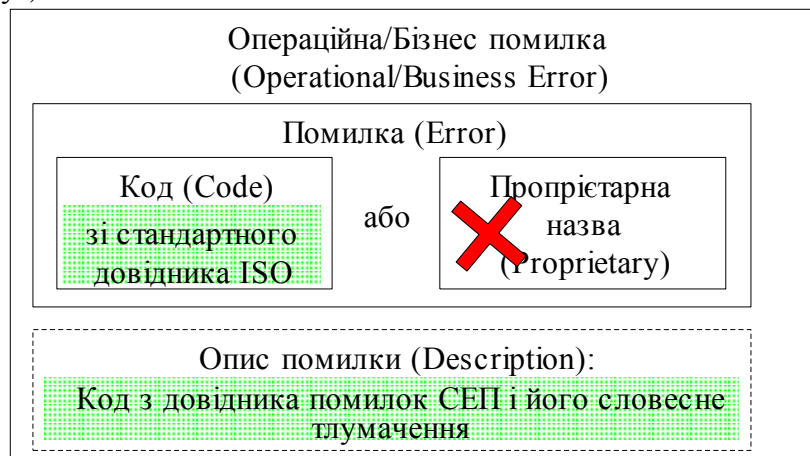 Операційна/Бізнес помилка
(Operational/Business Error)
Помилка (Error)
Код (Code)
зі стандартного
довідника ISO
або
Пропрієтарна
назва
(Proprietary)
Опис помилки (Description):
Код з довідника помилок СЕП і його словесне
тлумачення